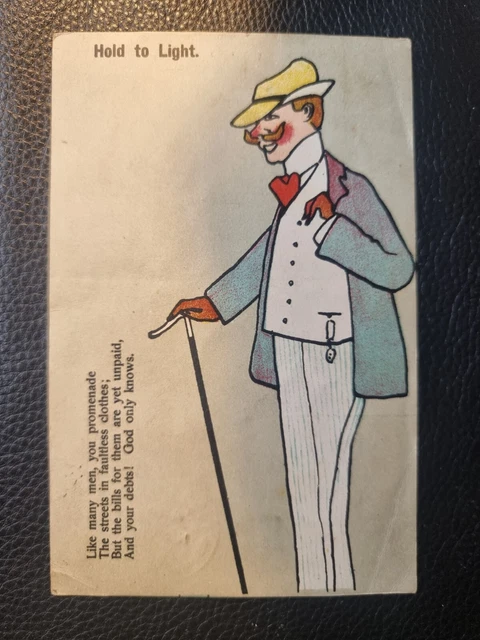 Hold to Light.
Like many men, you promenade
The streets in faultless clothes;
But the bills for them are yet unpaid,
And your debts! God only knows.